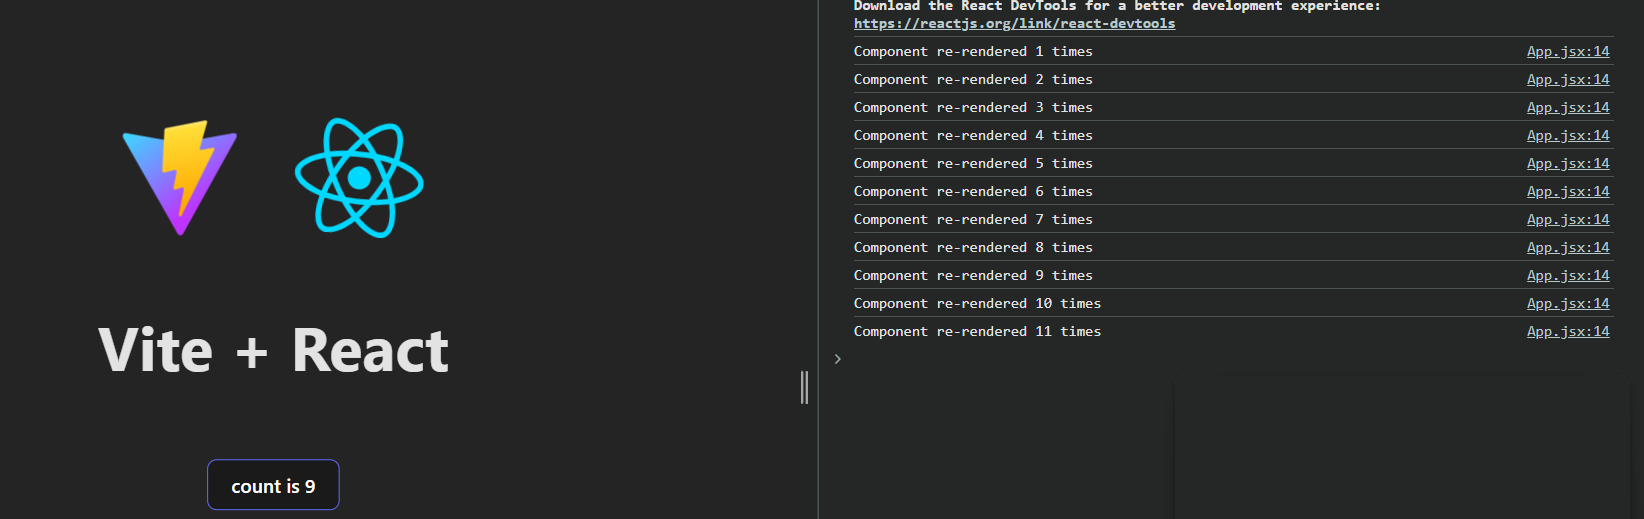 Vite + React
count is 9
Download the React DevTools for a better development experience:
https://reactjs.org/link/react-devtools
Component re-rendered 1 times App.jsx:14
Component re-rendered 2 times App.jsx:14
Component re-rendered 3 times App.jsx:14
Component re-rendered 4 times App.jsx:14
Component re-rendered 5 times App.jsx:14
Component re-rendered 6 times App.jsx:14
Component re-rendered 7 times App.jsx:14
Component re-rendered 8 times App.jsx:14
Component re-rendered 9 times App.jsx:14
Component re-rendered 10 times App.jsx:14
Component re-rendered 11 times App.jsx:14